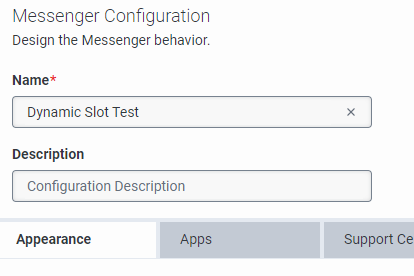 Messenger Configuration
Design the Messenger behavior.
Name*
Dynamic Slot Test ×
Description
Configuration Description
Appearance Apps Support Ce